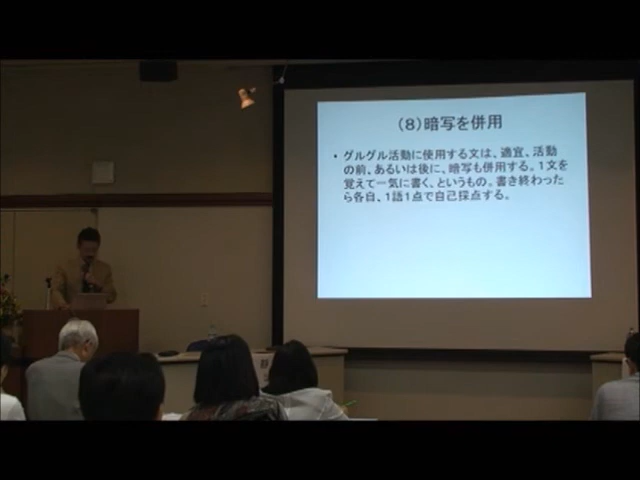 （８）暗写を併用
• グルグル活動に使用する文は、適宜、活動
の前、あるいは後に、暗写も併用する。１文を
覚えて一気に書く、というもの。書き終わった
ら各自、１語１点で自己採点する。